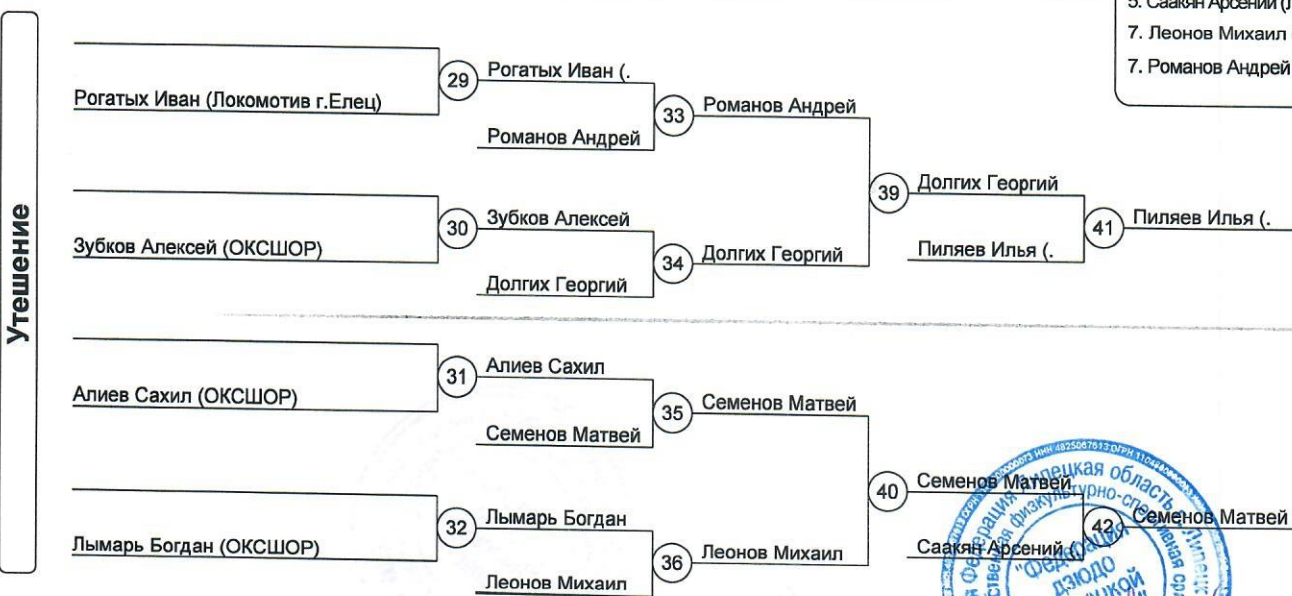 5. Саакян Арсений (Л
7. Леонов Михаил
7. Романов Андрей
Утешение
29
Рогатых Иван (.
Рогатых Иван (Локомотив г.Елец)
33
Романов Андрей
Романов Андрей
39
Долгих Георгий
30
Зубков Алексей
Зубков Алексей (ОКСШОР)
34
Долгих Георгий
Долгих Георгий
41
Пиляев Илья (.
Пиляев Илья (.
31
Алиев Сахил
Алиев Сахил (ОКСШОР)
35
Семенов Матвей
Семенов Матвей
40
Семенов Матвей
32
Лымарь Богдан
Лымарь Богдан (ОКСШОР)
36
Леонов Михаил
Леонов Михаил
42
Семенов Матвей
Саакян Арсений (
Липецкая область
"Федерация
дзюдо